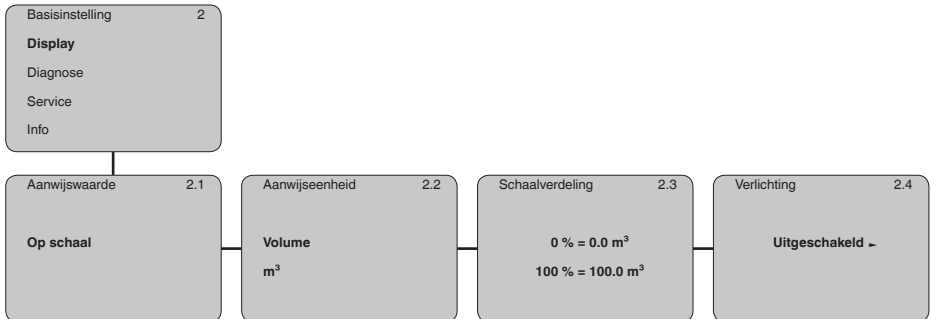 Basisinstelling 2
Display
Diagnose
Service
Info
Aanwijswaarde 2.1
Op schaal
Aanwijseenheid 2.2
Volume
m³
Schaalverdeling 2.3
0 % = 0.0 m³
100 % = 100.0 m³
Verlichting 2.4
Uitgeschakeld ►